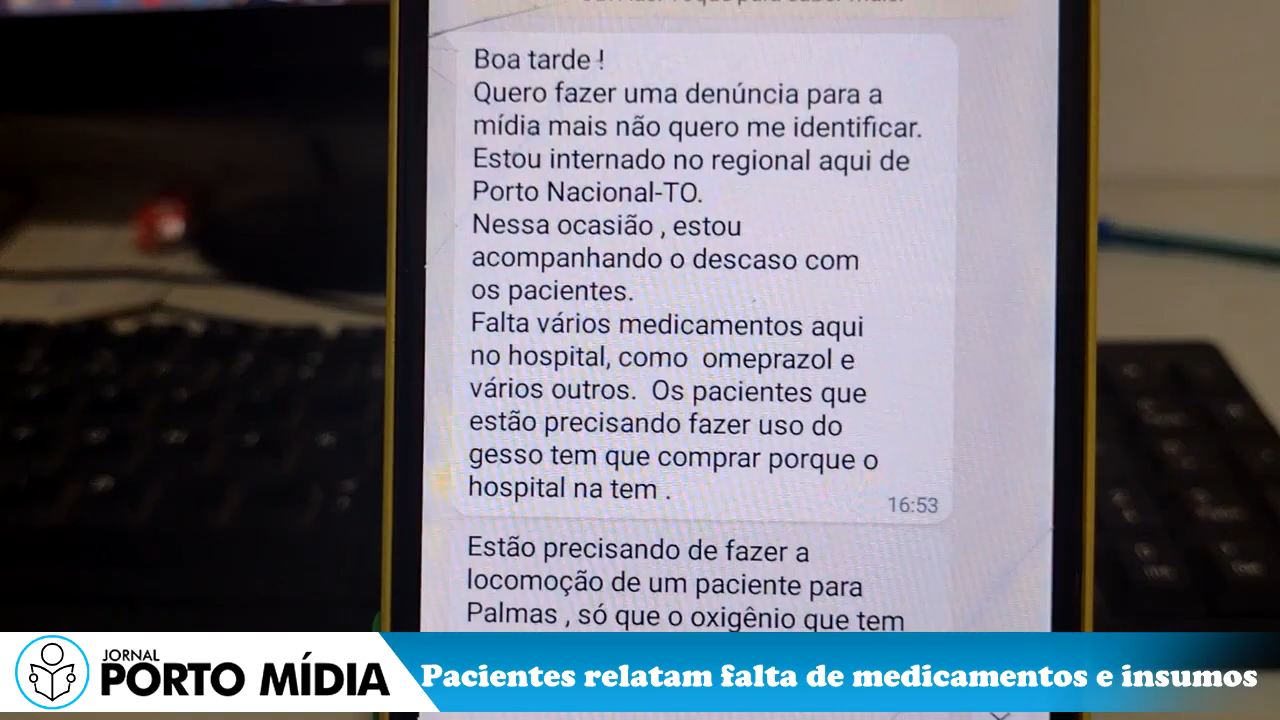 Boa tarde !
Quero fazer uma denúncia para a
mídia mais não quero me identificar.
Estou internado no regional aqui de
Porto Nacional-TO.
Nessa ocasião , estou
acompanhando o descaso com
os pacientes.
Falta vários medicamentos aqui
no hospital, como  omeprazol e
vários outros.  Os pacientes que
estão precisando fazer uso do
gesso tem que comprar porque o
hospital na tem .
16:53
Estão precisando de fazer a
locomoção de um paciente para
Palmas , só que o oxigênio que tem
JORNAL
PORTO MÍDIA
Pacientes relatam falta de medicamentos e insumos